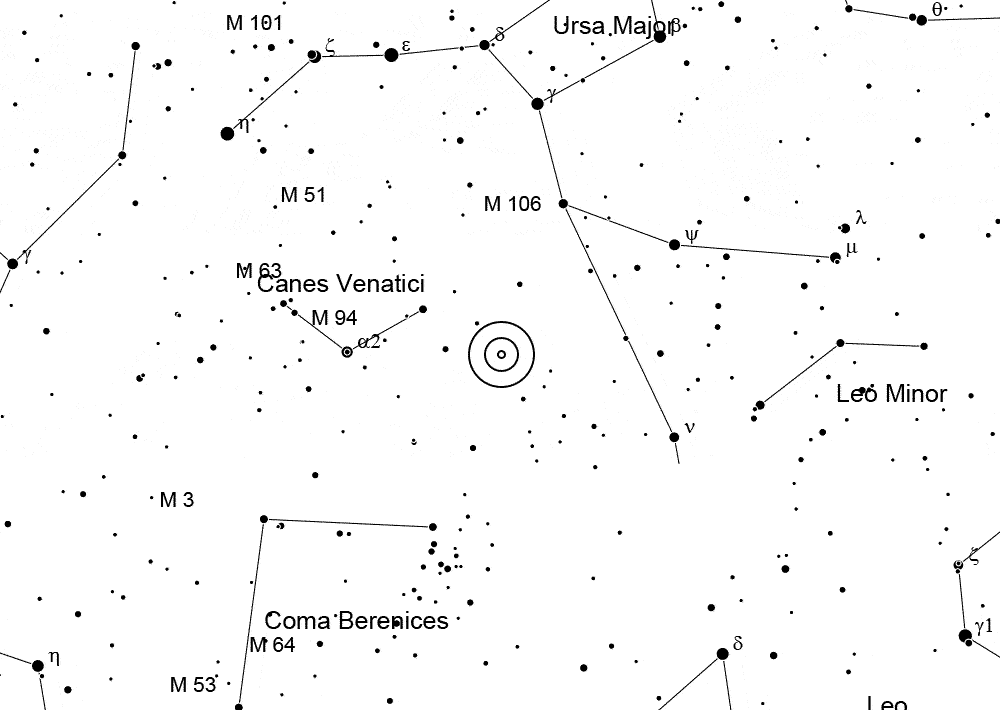 θ
M 101
Ursa Major
β
ζ
ε
δ
γ
η
M 51
M 106
λ
ψ
μ
γ
M 63
Canes Venatici
M 94
α2
Leo Minor
ν
M 3
ζ
Coma Berenices
γ1
M 64
δ
η
M 53
Leo